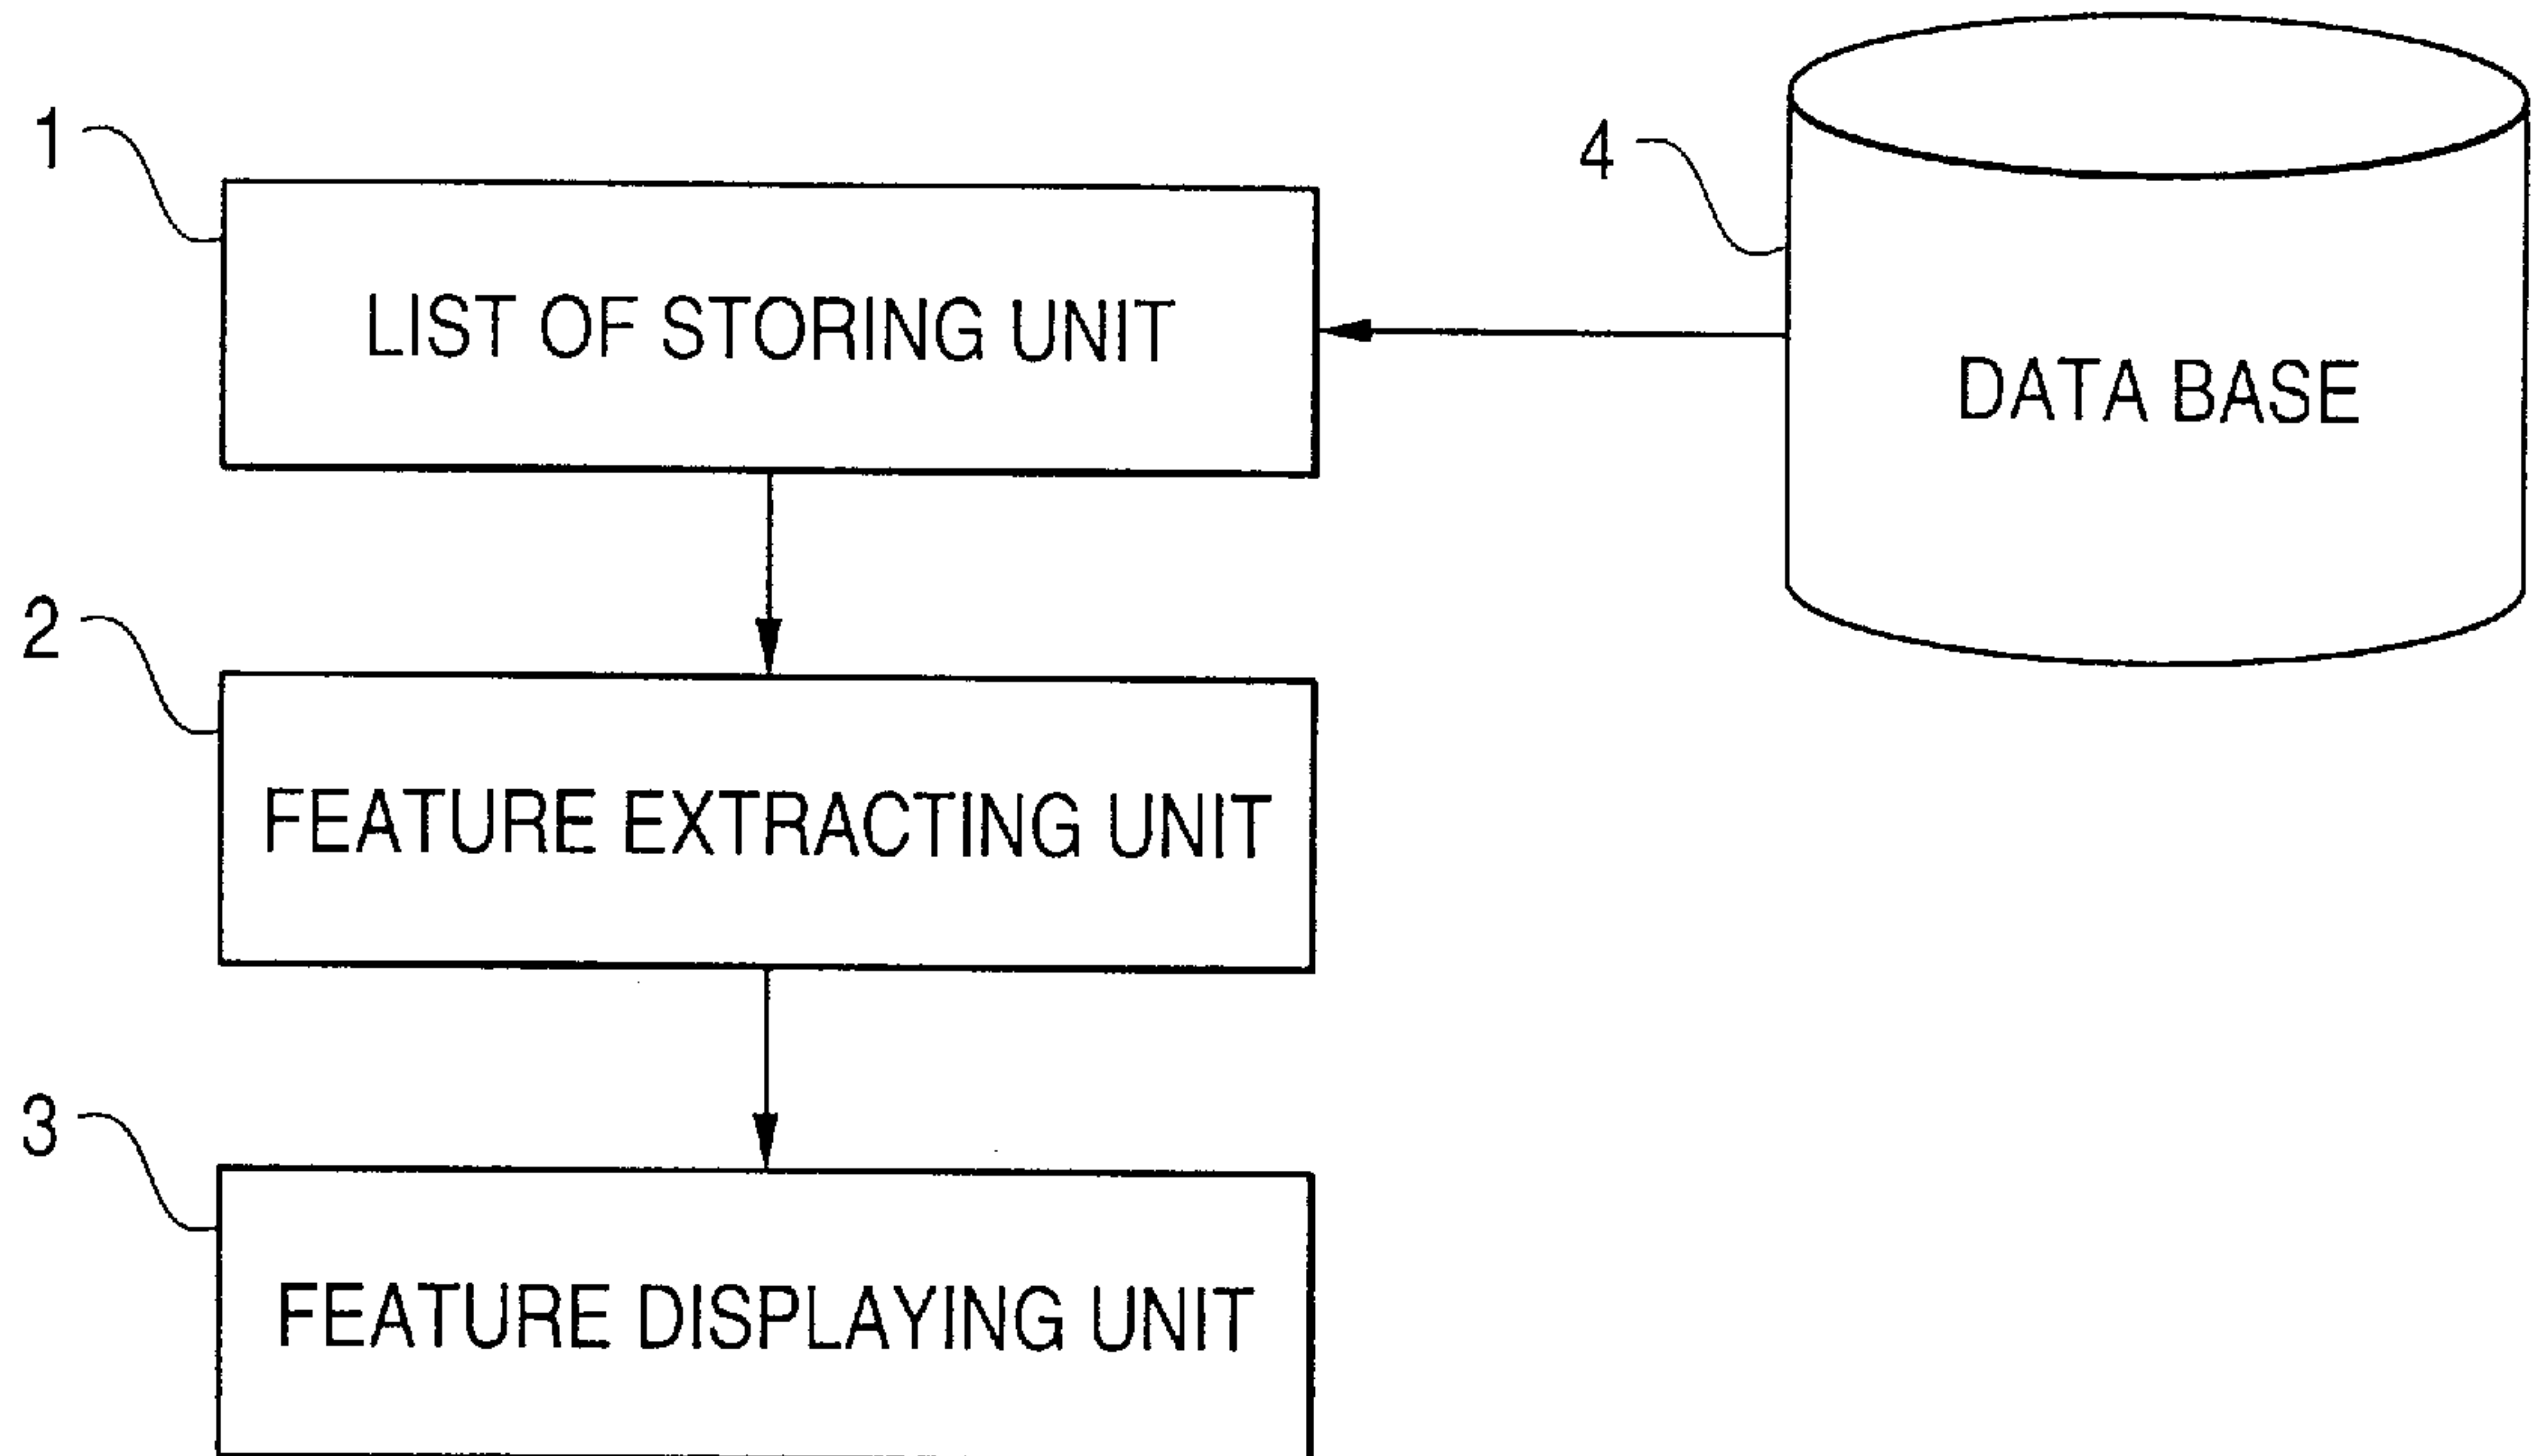 1
LIST OF STORING UNIT
4
DATA BASE
2
FEATURE EXTRACTING UNIT
3
FEATURE DISPLAYING UNIT